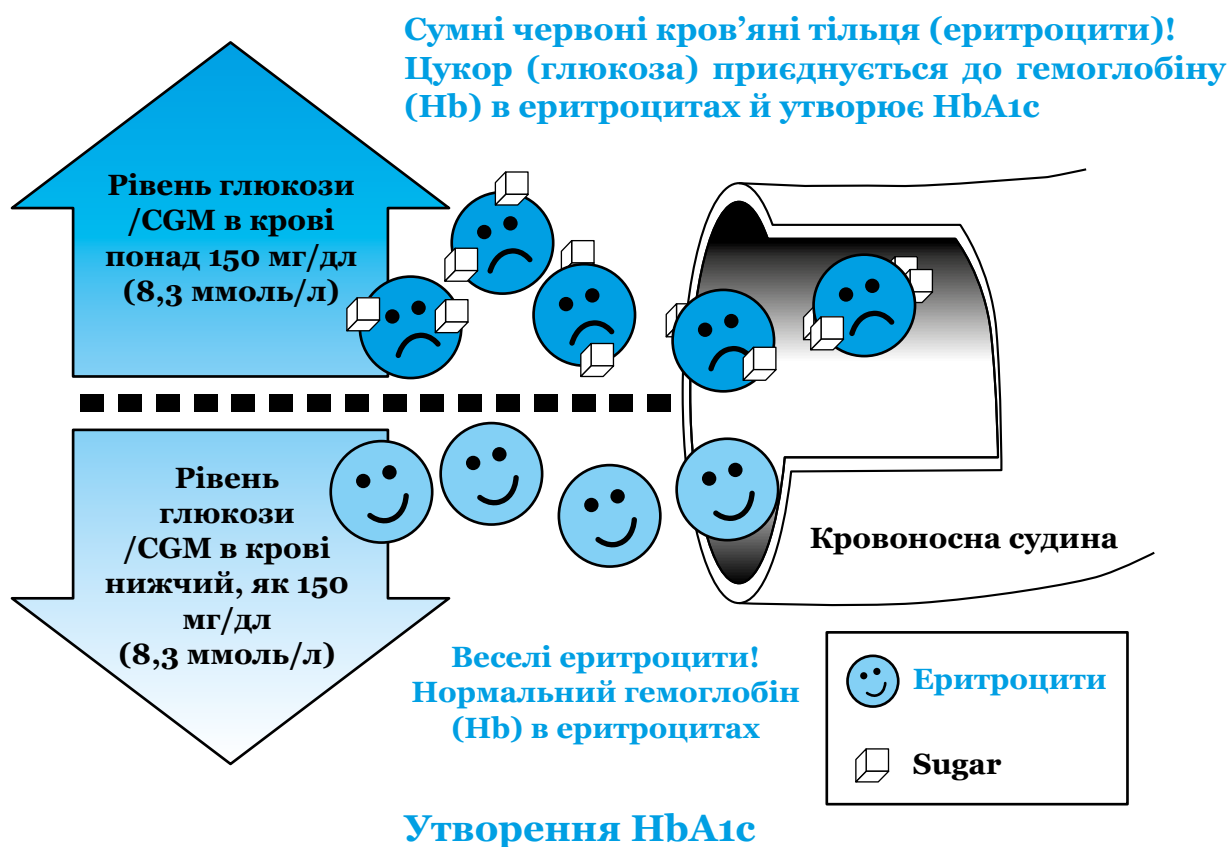 Сумні червоні кров’яні тільця (еритроцити)!
Цукор (глюкоза) приєднується до гемоглобіну
(Hb) в еритроцитах й утворює HbA1c
Рівень глюкози
/CGM в крові
понад 150 мг/дл
(8,3 ммоль/л)
Рівень
глюкози
/CGM в крові
нижчий, як 150
мг/дл
(8,3 ммоль/л)
Кровоносна судина
Веселі еритроцити!
Нормальний гемоглобін
(Hb) в еритроцитах
Еритроцити
Sugar
Утворення HbA1c